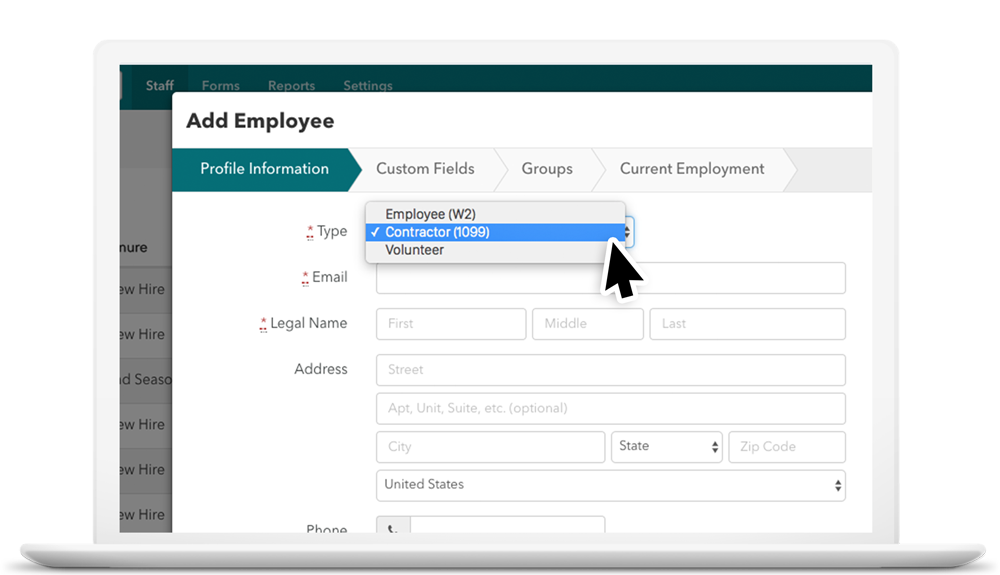 Staff Forms Reports Settings
Add Employee
Profile Information Custom Fields Groups Current Employment
* Type
Employee (W2)
✓ Contractor (1099)
Volunteer
* Email
* Legal Name First Middle Last
Address Street
Apt, Unit, Suite, etc. (optional)
City State Zip Code
United States
Phone
nure
ew Hire
ew Hire
nd Seaso
ew Hire
ew Hire
ew Hire